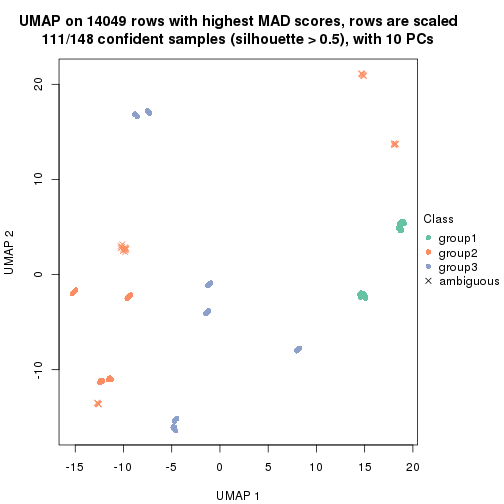 UMAP on 14049 rows with highest MAD scores, rows are scaled
111/148 confident samples (silhouette > 0.5), with 10 PCs
20
10
0
-10
UMAP 2
-15
-10
-5
0
5
10
15
20
UMAP 1
Class
group1
group2
group3
ambiguous